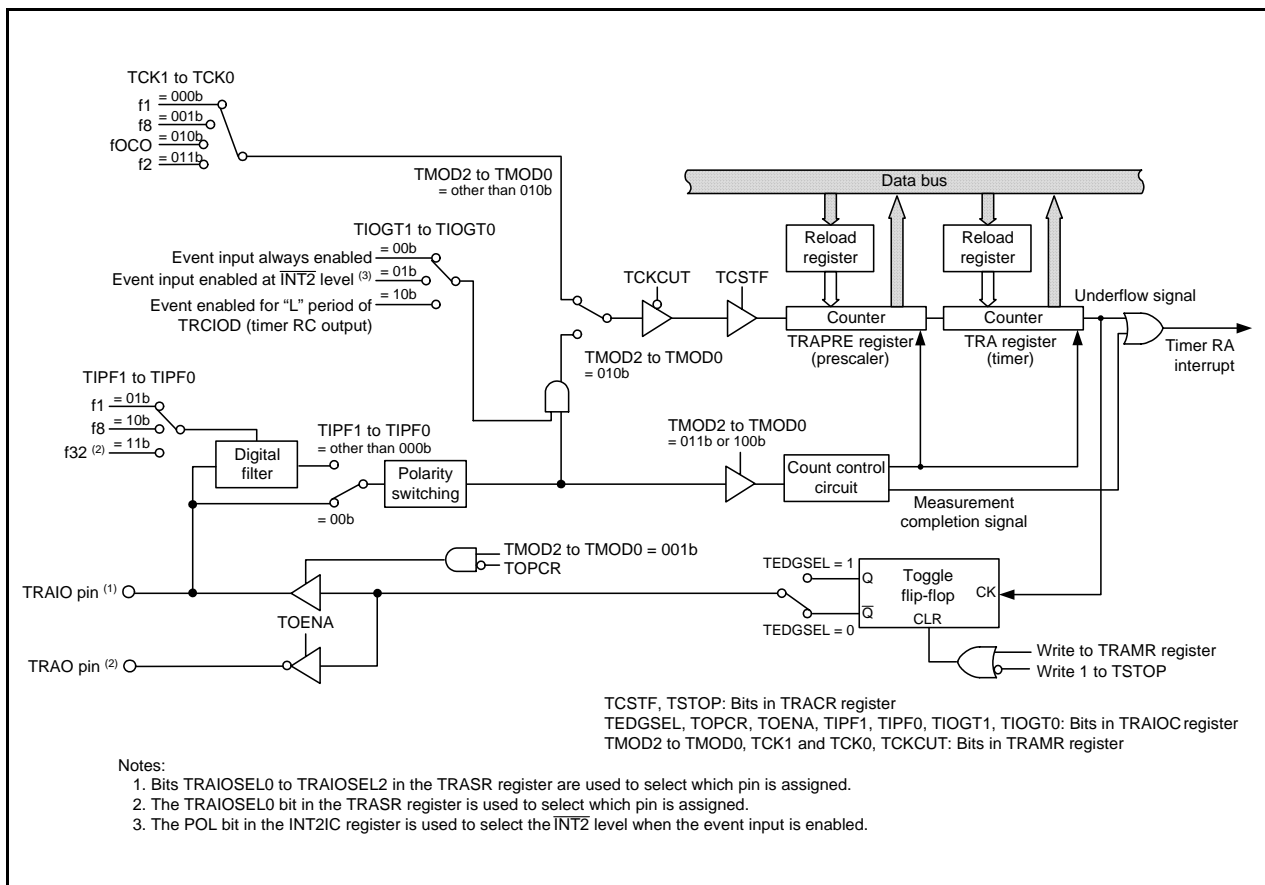 TCK1 to TCK0
f1 = 000b
f8 = 001b
fOCO = 010b
f2 = 011b
TMOD2 to TMOD0
= other than 010b
Data bus
TIOGT1 to TIOGT0
Event input always enabled = 00b
Event input enabled at INT2 level (3) = 01b
Event enabled for “L” period of = 10b
TRCIOD (timer RC output)
Reload
register
Reload
register
TCKCUT
TCSTF
Counter
TRAPRE register
(prescaler)
Counter
TRA register
(timer)
Underflow signal
Timer RA
interrupt
TMOD2 to TMOD0
= 010b
TIPF1 to TIPF0
f1 = 01b
f8 = 10b
f32 (2) = 11b
Digital
filter
TIPF1 to TIPF0
= other than 000b
Polarity
switching
= 00b
TMOD2 to TMOD0
= 011b or 100b
Count control
circuit
Measurement
completion signal
TMOD2 to TMOD0 = 001b
TOPCR
TRAIO pin (1)
TOENA
TRAO pin (2)
TEDGSEL = 1
TEDGSEL = 0
Q
Q
Toggle
flip-flop
CK
CLR
Write to TRAMR register
Write 1 to TSTOP
TCSTF, TSTOP: Bits in TRACR register
TEDGSEL, TOPCR, TOENA, TIPF1, TIPF0, TIOGT1, TIOGT0: Bits in TRAIOC register
TMOD2 to TMOD0, TCK1 and TCK0, TCKCUT: Bits in TRAMR register
Notes:
1. Bits TRAIOSEL0 to TRAIOSEL2 in the TRASR register are used to select which pin is assigned.
2. The TRAIOSEL0 bit in the TRASR register is used to select which pin is assigned.
3. The POL bit in the INT2IC register is used to select the INT2 level when the event input is enabled.